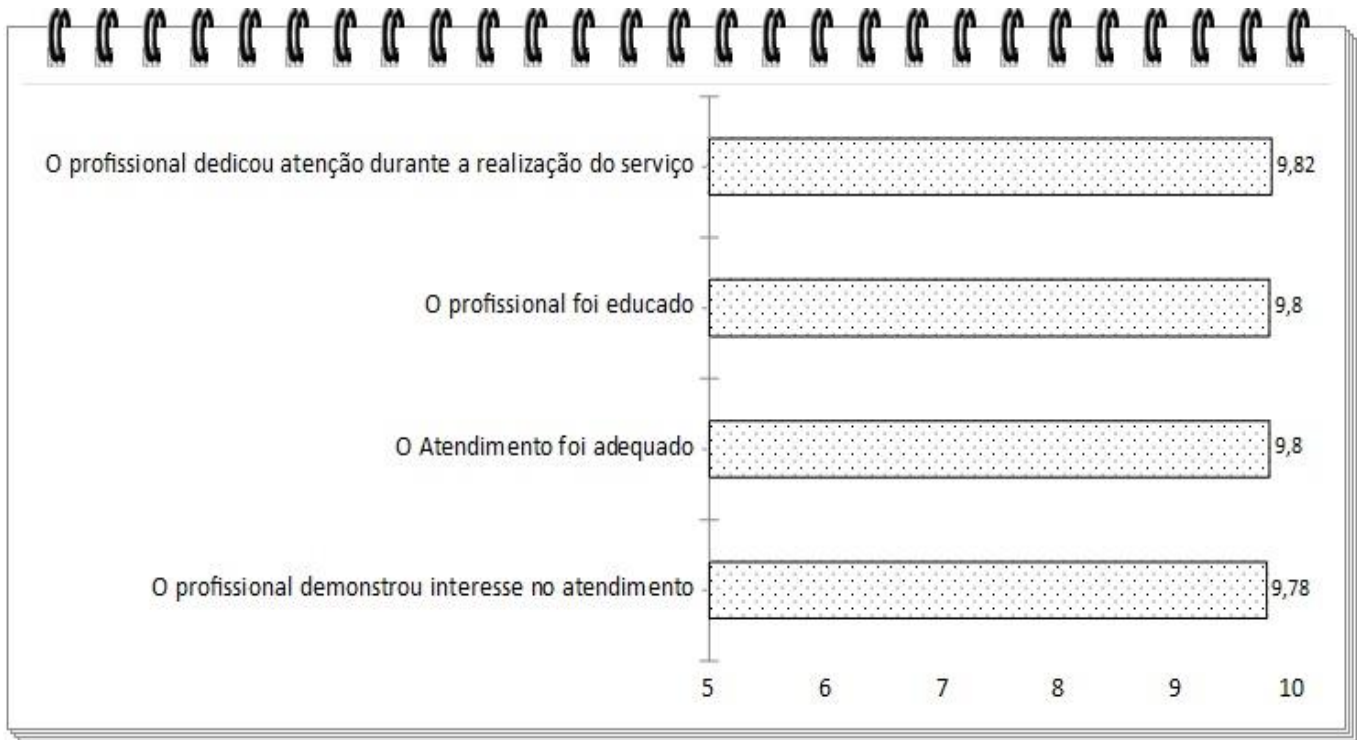 O profissional dedicou atenção durante a realização do serviço
9,82
O profissional foi educado
9,8
O Atendimento foi adequado
9,8
O profissional demonstrou interesse no atendimento
9,78
5 6 7 8 9 10